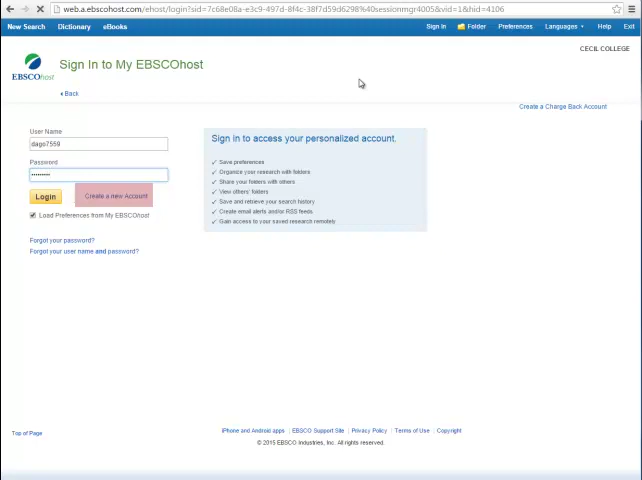 web.a.ebscohost.com/ehost/login?sid=7c68e08a-e3c9-497d-8f4c-38f7d59d6298%40sessionmgr4005&vid=1&hid=4106
New Search Dictionary eBooks Sign In Folder Preferences Languages Help Exit
CECIL COLLEGE
EBSCOhost
Sign In to My EBSCOhost
Back
Create a Charge Back Account
User Name
dago7559
Password
Login Create a new Account
Load Preferences from My EBSCOhost
Forgot your password?
Forgot your user name and password?
Sign in to access your personalized account.
Save preferences
Organize your research with folders
Share your folders with others
View others' folders
Save and retrieve your search history
Create email alerts and/or RSS feeds
Gain access to your saved research remotely
Top of Page
iPhone and Android apps | EBSCO Support Site | Privacy Policy | Terms of Use | Copyright
© 2015 EBSCO Industries, Inc. All rights reserved.